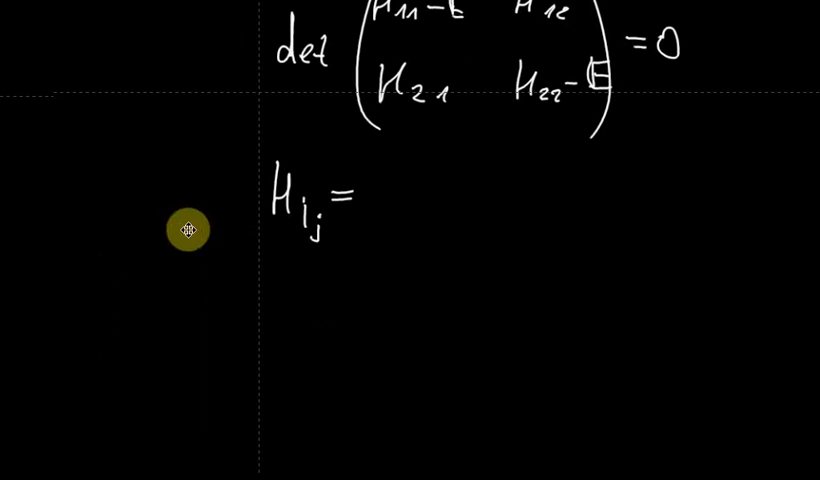 det ( H₁₁-E H₁₂
H₂₁ H₂₂-E ) =0
Hᵢⱼ=